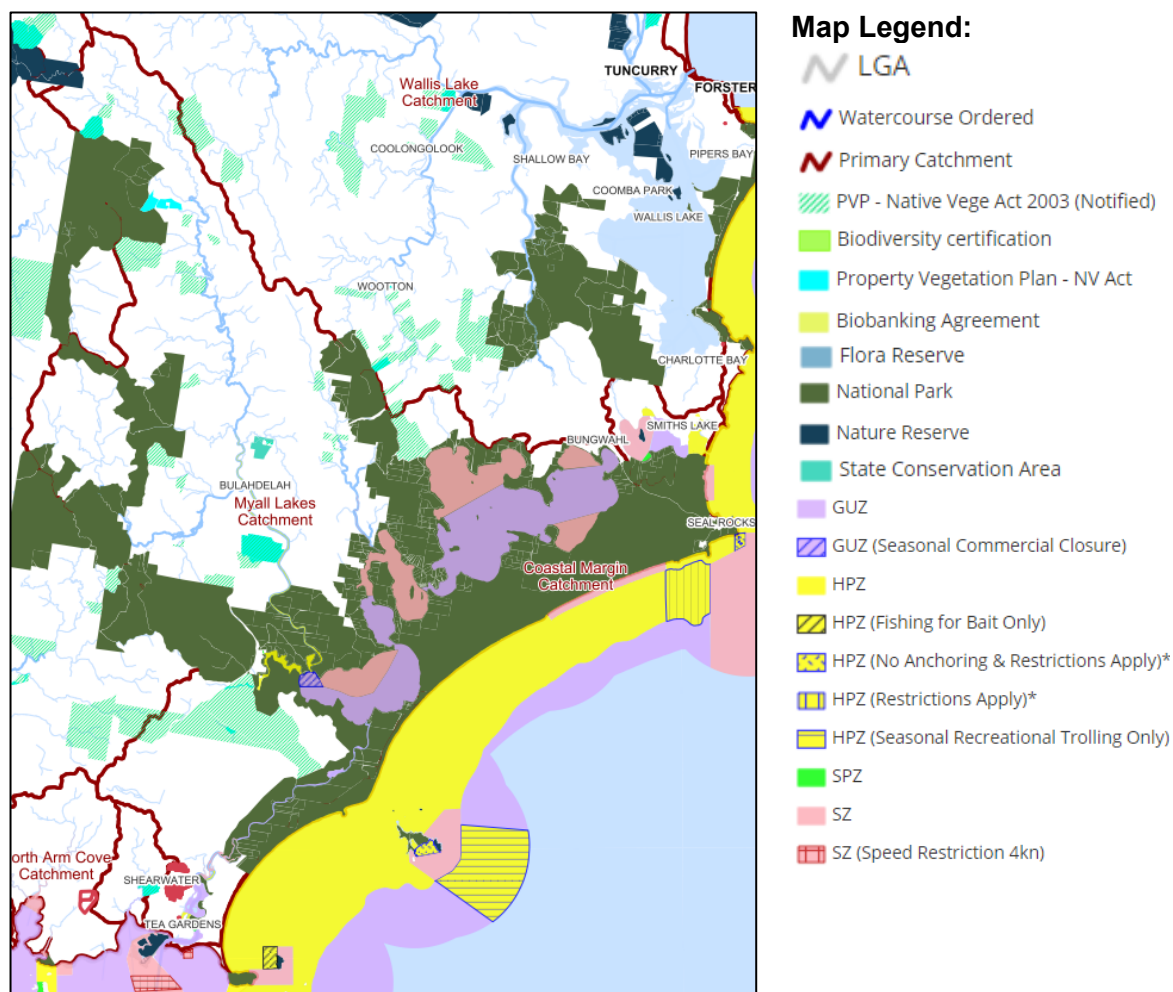 Map Legend:
LGA
Watercourse Ordered
Primary Catchment
PVP - Native Vege Act 2003 (Notified)
Biodiversity certification
Property Vegetation Plan - NV Act
Biobanking Agreement
Flora Reserve
National Park
Nature Reserve
State Conservation Area
GUZ
GUZ (Seasonal Commercial Closure)
HPZ
HPZ (Fishing for Bait Only)
HPZ (No Anchoring & Restrictions Apply)*
HPZ (Restrictions Apply)*
HPZ (Seasonal Recreational Trolling Only)
SPZ
SZ
SZ (Speed Restriction 4kn)
TUNCURRY
FORSTER
Wallis Lake
Catchment
COOLONGOLOOK
SHALLOW BAY
PIPERS BAY
COOMBA PARK
WALLIS LAKE
WOOTTON
CHARLOTTE BAY
SMITHS LAKE
BUNGWAHL
BULAHDELAH
Myall Lakes
Catchment
SEAL ROCKS
Coastal Margin
Catchment
orth Arm Cove
Catchment
SHEARWATER
TEA GARDENS